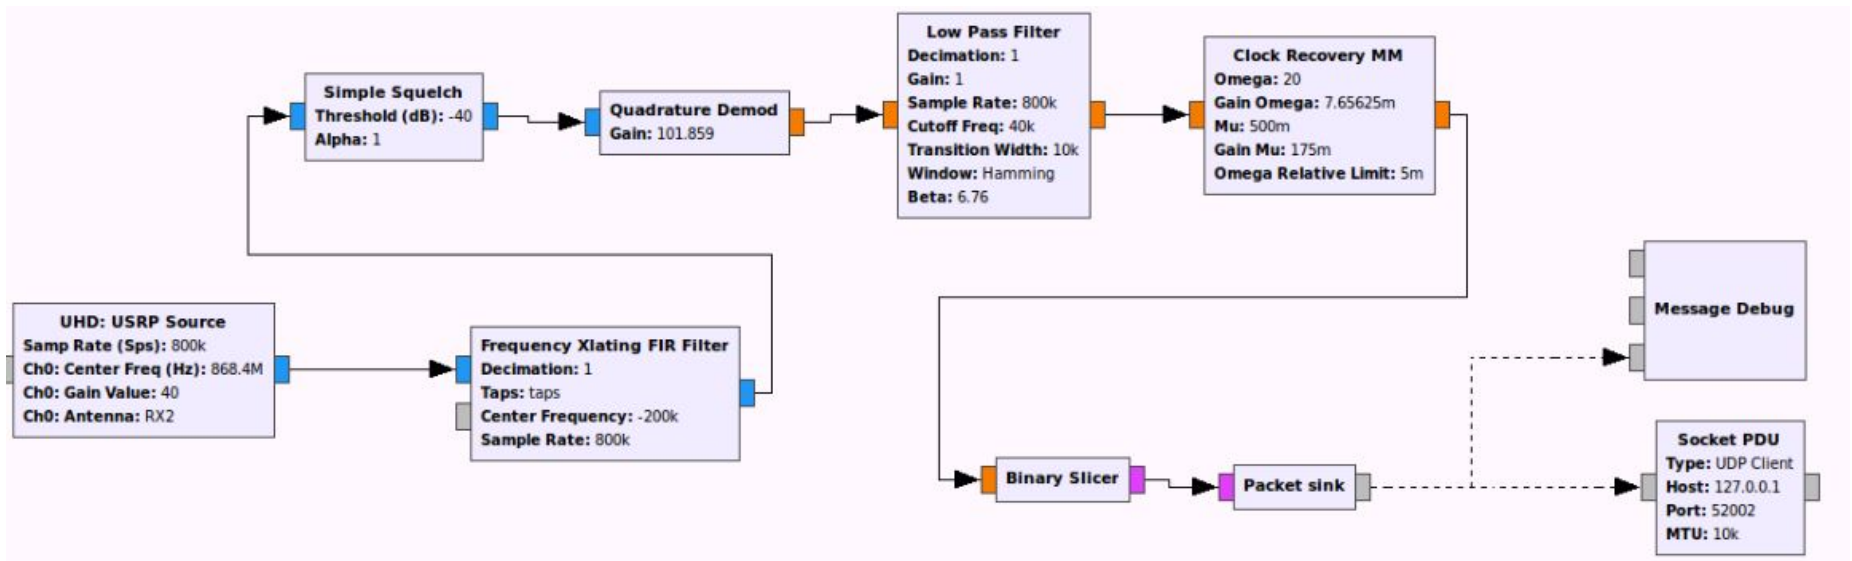 UHD: USRP Source
Samp Rate (Sps): 800k
Ch0: Center Freq (Hz): 868.4M
Ch0: Gain Value: 40
Ch0: Antenna: RX2
Frequency Xlating FIR Filter
Decimation: 1
Taps: taps
Center Frequency: -200k
Sample Rate: 800k
Simple Squelch
Threshold (dB): -40
Alpha: 1
Quadrature Demod
Gain: 101.859
Low Pass Filter
Decimation: 1
Gain: 1
Sample Rate: 800k
Cutoff Freq: 40k
Transition Width: 10k
Window: Hamming
Beta: 6.76
Clock Recovery MM
Omega: 20
Gain Omega: 7.65625m
Mu: 500m
Gain Mu: 175m
Omega Relative Limit: 5m
Binary Slicer
Packet sink
Message Debug
Socket PDU
Type: UDP Client
Host: 127.0.0.1
Port: 52002
MTU: 10k